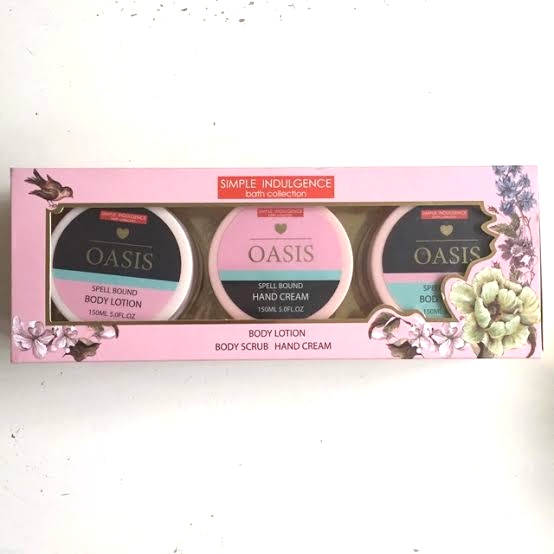 SIMPLE INDULGENCE
bath collection
SIMPLE INDULGENCE
OASIS
SPELL BOUND
BODY LOTION
150ML 5.0FL.OZ
SIMPLE INDULGENCE
OASIS
SPELL BOUND
HAND CREAM
150ML 5.0FL.OZ
SIMPLE INDULGENCE
OASIS
150ML
BODY LOTION
BODY SCRUB HAND CREAM